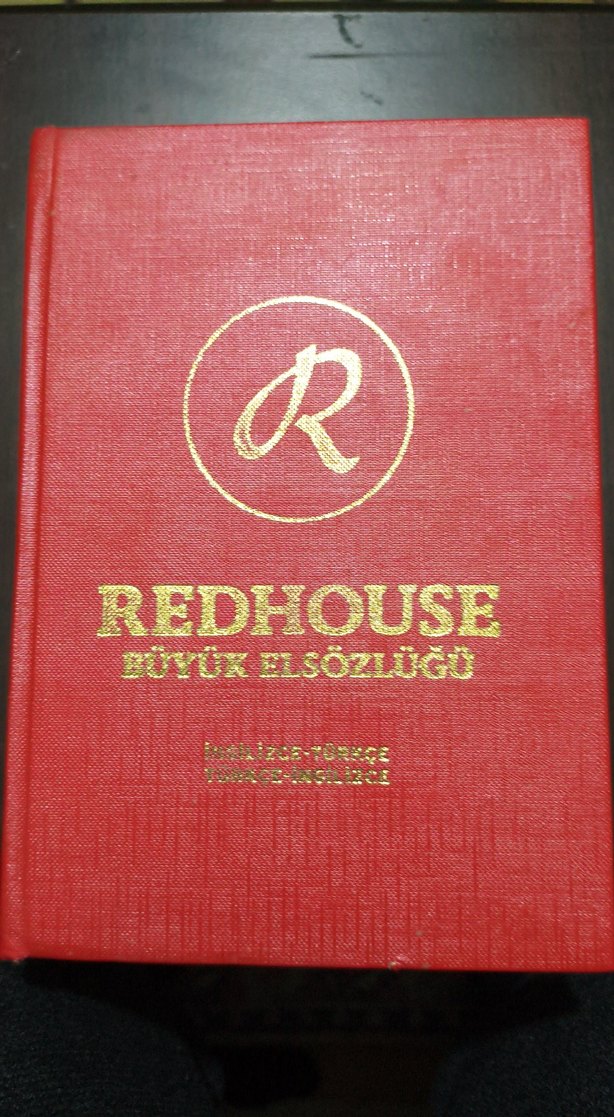 R
REDHOUSE
BÜYÜK ELSÖZLÜĞÜ
İNGİLİZCE-TÜRKÇE
TÜRKÇE-İNGİLİZCE